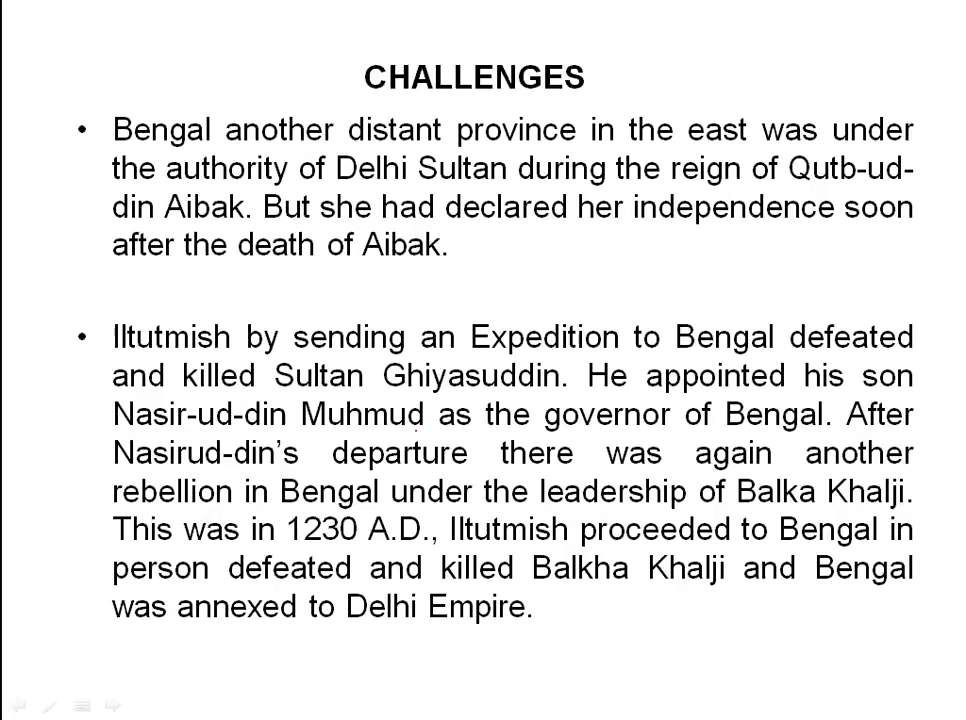 CHALLENGES
• Bengal another distant province in the east was under
the authority of Delhi Sultan during the reign of Qutb-ud-
din Aibak. But she had declared her independence soon
after the death of Aibak.
• Iltutmish by sending an Expedition to Bengal defeated
and killed Sultan Ghiyasuddin. He appointed his son
Nasir-ud-din Muhmud as the governor of Bengal. After
Nasirud-din’s departure there was again another
rebellion in Bengal under the leadership of Balka Khalji.
This was in 1230 A.D., Iltutmish proceeded to Bengal in
person defeated and killed Balkha Khalji and Bengal
was annexed to Delhi Empire.